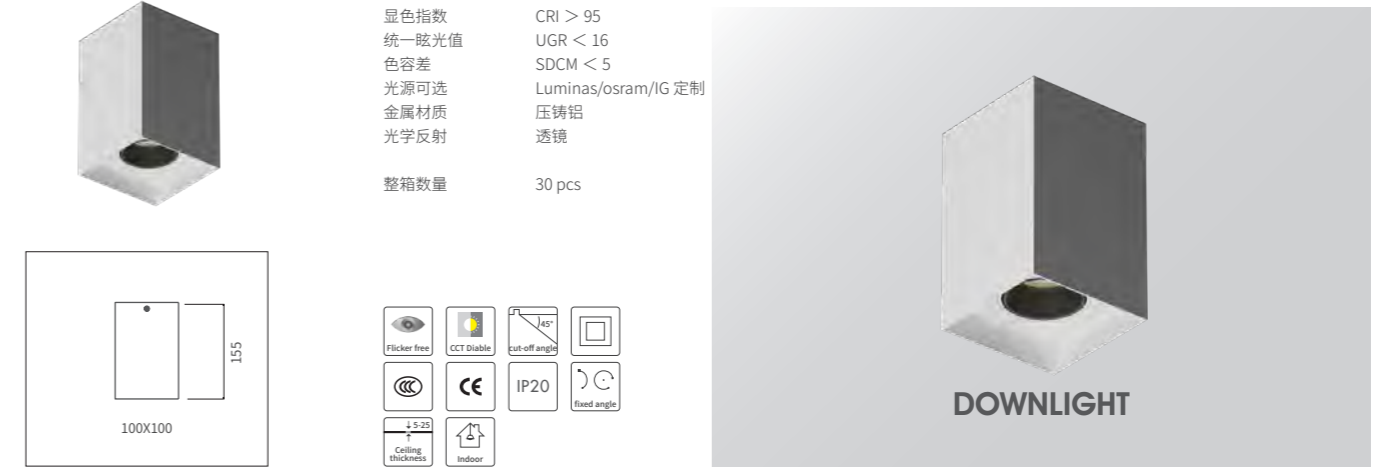 显色指数 CRI > 95
统一眩光值 UGR < 16
色容差 SDCM < 5
光源可选 Luminas/osram/IG 定制
金属材质 压铸铝
光学反射 透镜
整箱数量 30 pcs
155
100X100
Flicker free
CCT Diable
45°
cut-off angle
CCC
CE
IP20
fixed angle
5-25
Ceiling
thickness
Indoor
DOWNLIGHT